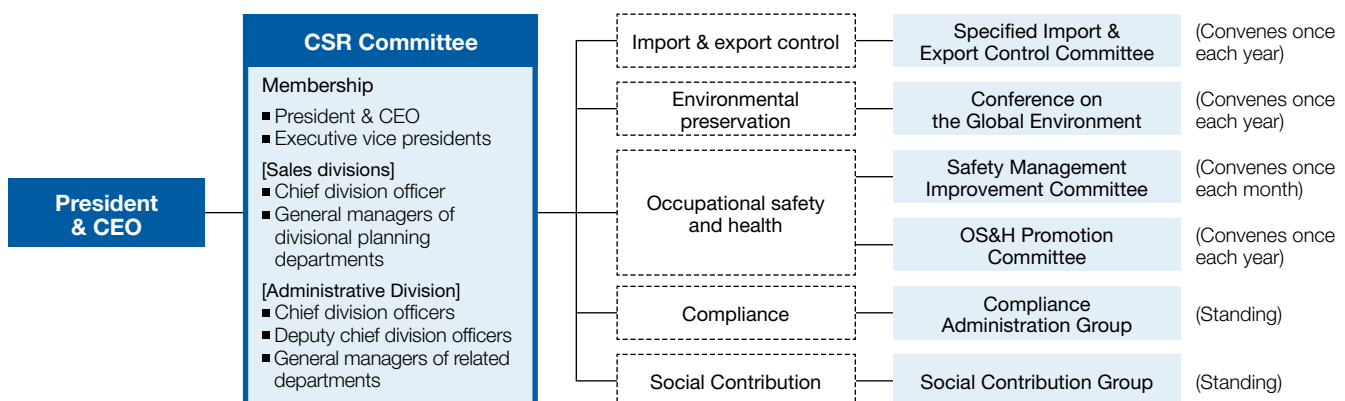 President
& CEO
CSR Committee
Membership
■ President & CEO
■ Executive vice presidents
[Sales divisions]
■ Chief division officer
■ General managers of
divisional planning
departments
[Administrative Division]
■ Chief division officers
■ Deputy chief division officers
■ General managers of related
departments
Import & export control
Specified Import &
Export Control Committee
(Convenes once
each year)
Environmental
preservation
Conference on
the Global Environment
(Convenes once
each year)
Occupational safety
and health
Safety Management
Improvement Committee
(Convenes once
each month)
OS&H Promotion
Committee
(Convenes once
each year)
Compliance
Compliance
Administration Group
(Standing)
Social Contribution
Social Contribution Group
(Standing)